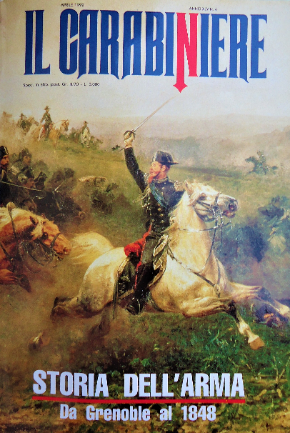 IL CARABINIERE
STORIA DELL'ARMA
Da Grenoble al 1848